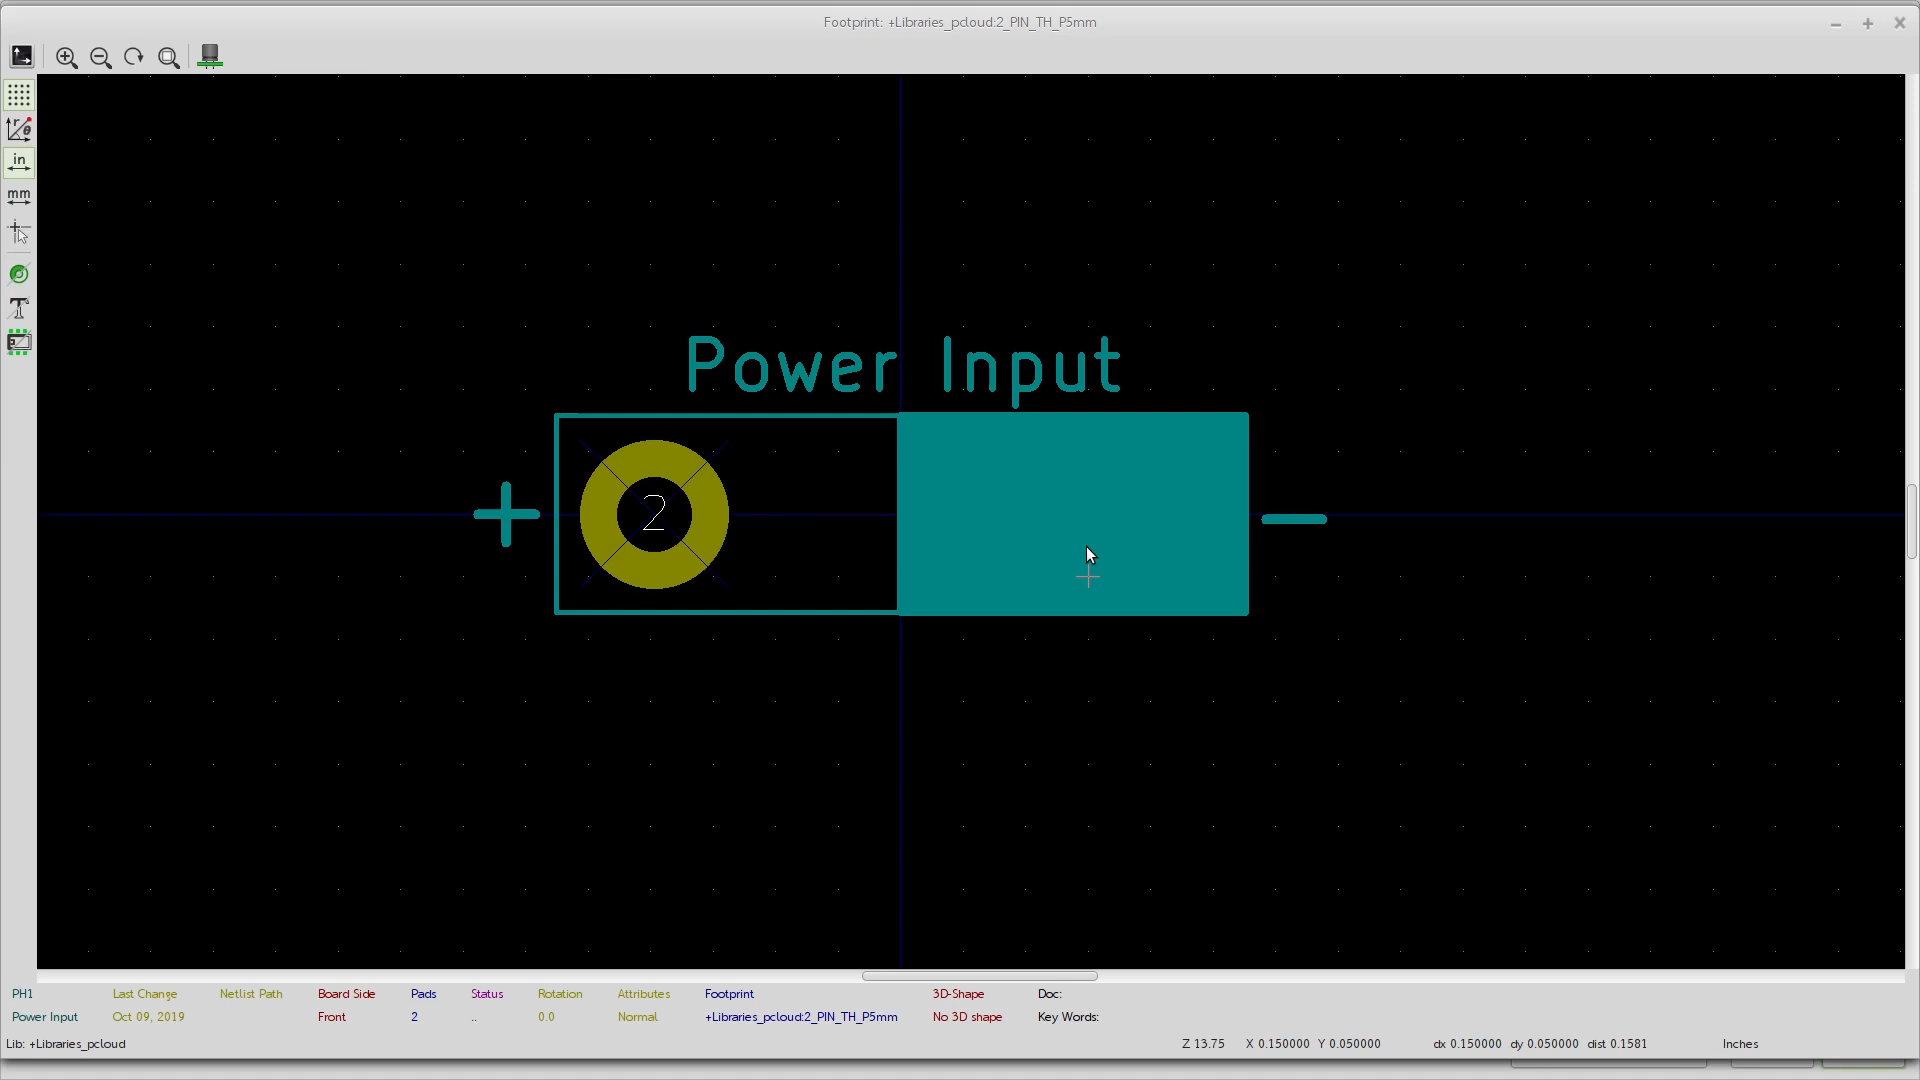 Footprint: +Libraries_pcloud:2_PIN_TH_P5mm
in
mm
Power Input
+ 2 −
PH1 Last Change Netlist Path Board Side Pads Status Rotation Attributes Footprint 3D-Shape Doc:
Power Input Oct 09, 2019 Front 2 .. 0.0 Normal +Libraries_pcloud:2_PIN_TH_P5mm No 3D shape Key Words:
Lib: +Libraries_pcloud Z 13.75 X 0.150000 Y 0.050000 dx 0.150000 dy 0.050000 dist 0.1581 Inches